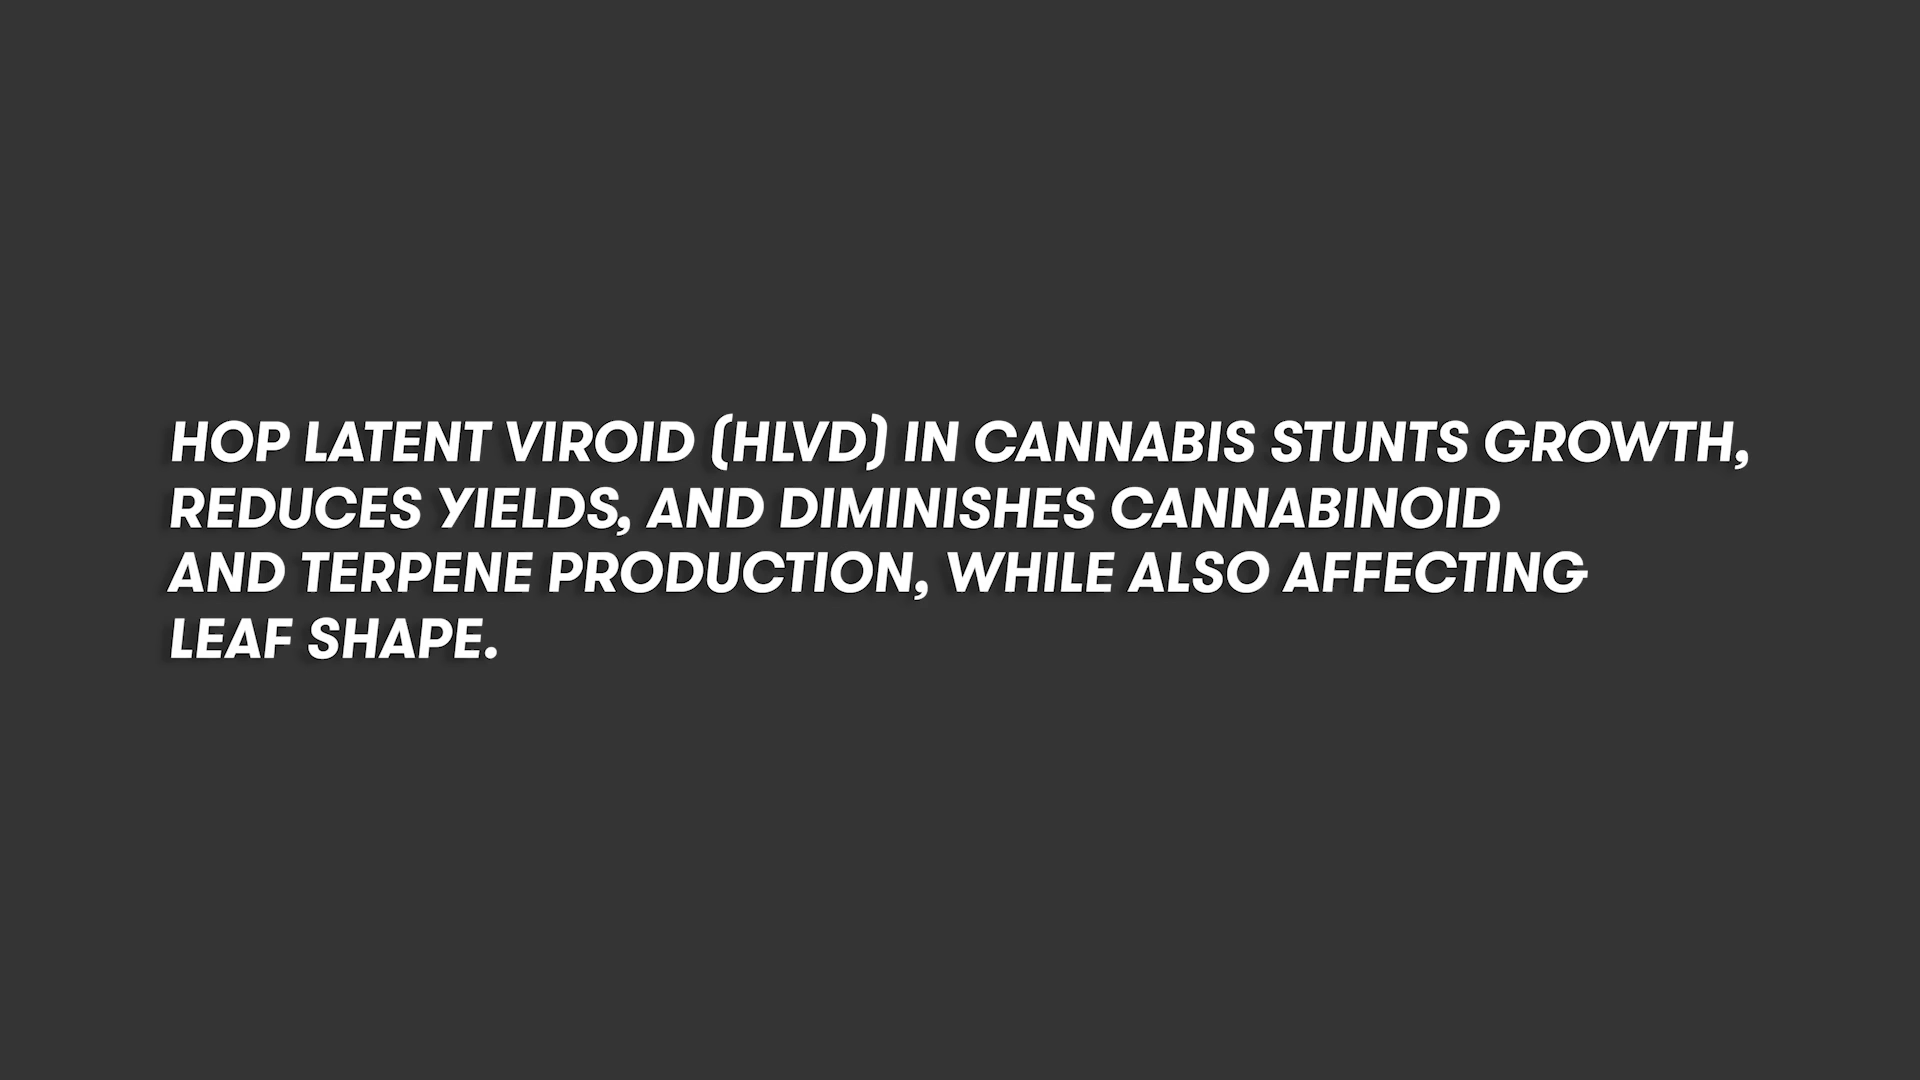 HOP LATENT VIROID (HLVD) IN CANNABIS STUNTS GROWTH,
REDUCES YIELDS, AND DIMINISHES CANNABINOID
AND TERPENE PRODUCTION, WHILE ALSO AFFECTING
LEAF SHAPE.